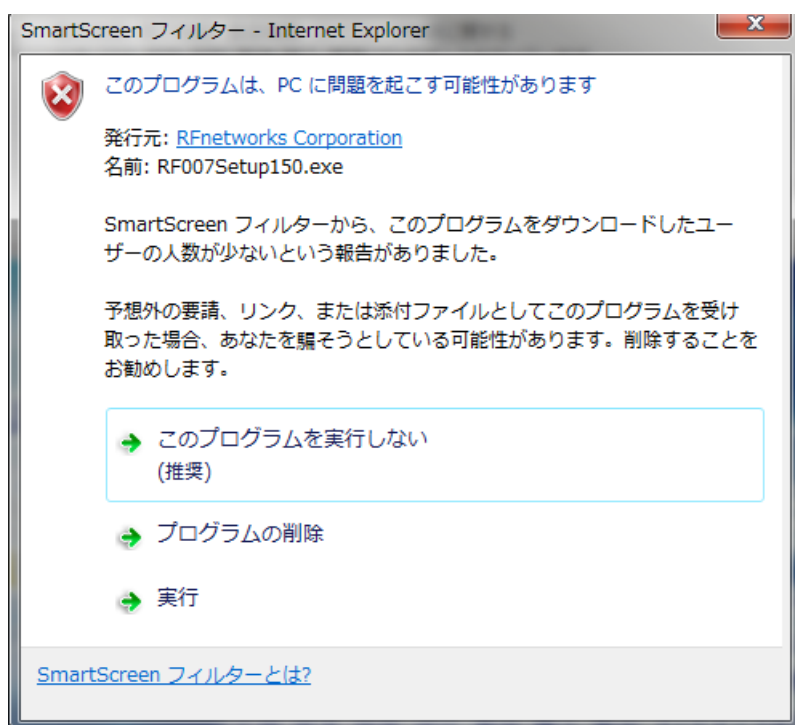 SmartScreen フィルター - Internet Explorer
このプログラムは、PC に問題を起こす可能性があります
発行元: RFnetworks Corporation
名前: RF007Setup150.exe
SmartScreen フィルターから、このプログラムをダウンロードしたユー
ザーの人数が少ないという報告がありました。
予想外の要請、リンク、または添付ファイルとしてこのプログラムを受け
取った場合、あなたを騙そうとしている可能性があります。削除することを
お勧めします。
このプログラムを実行しない
(推奨)
プログラムの削除
実行
SmartScreen フィルターとは?